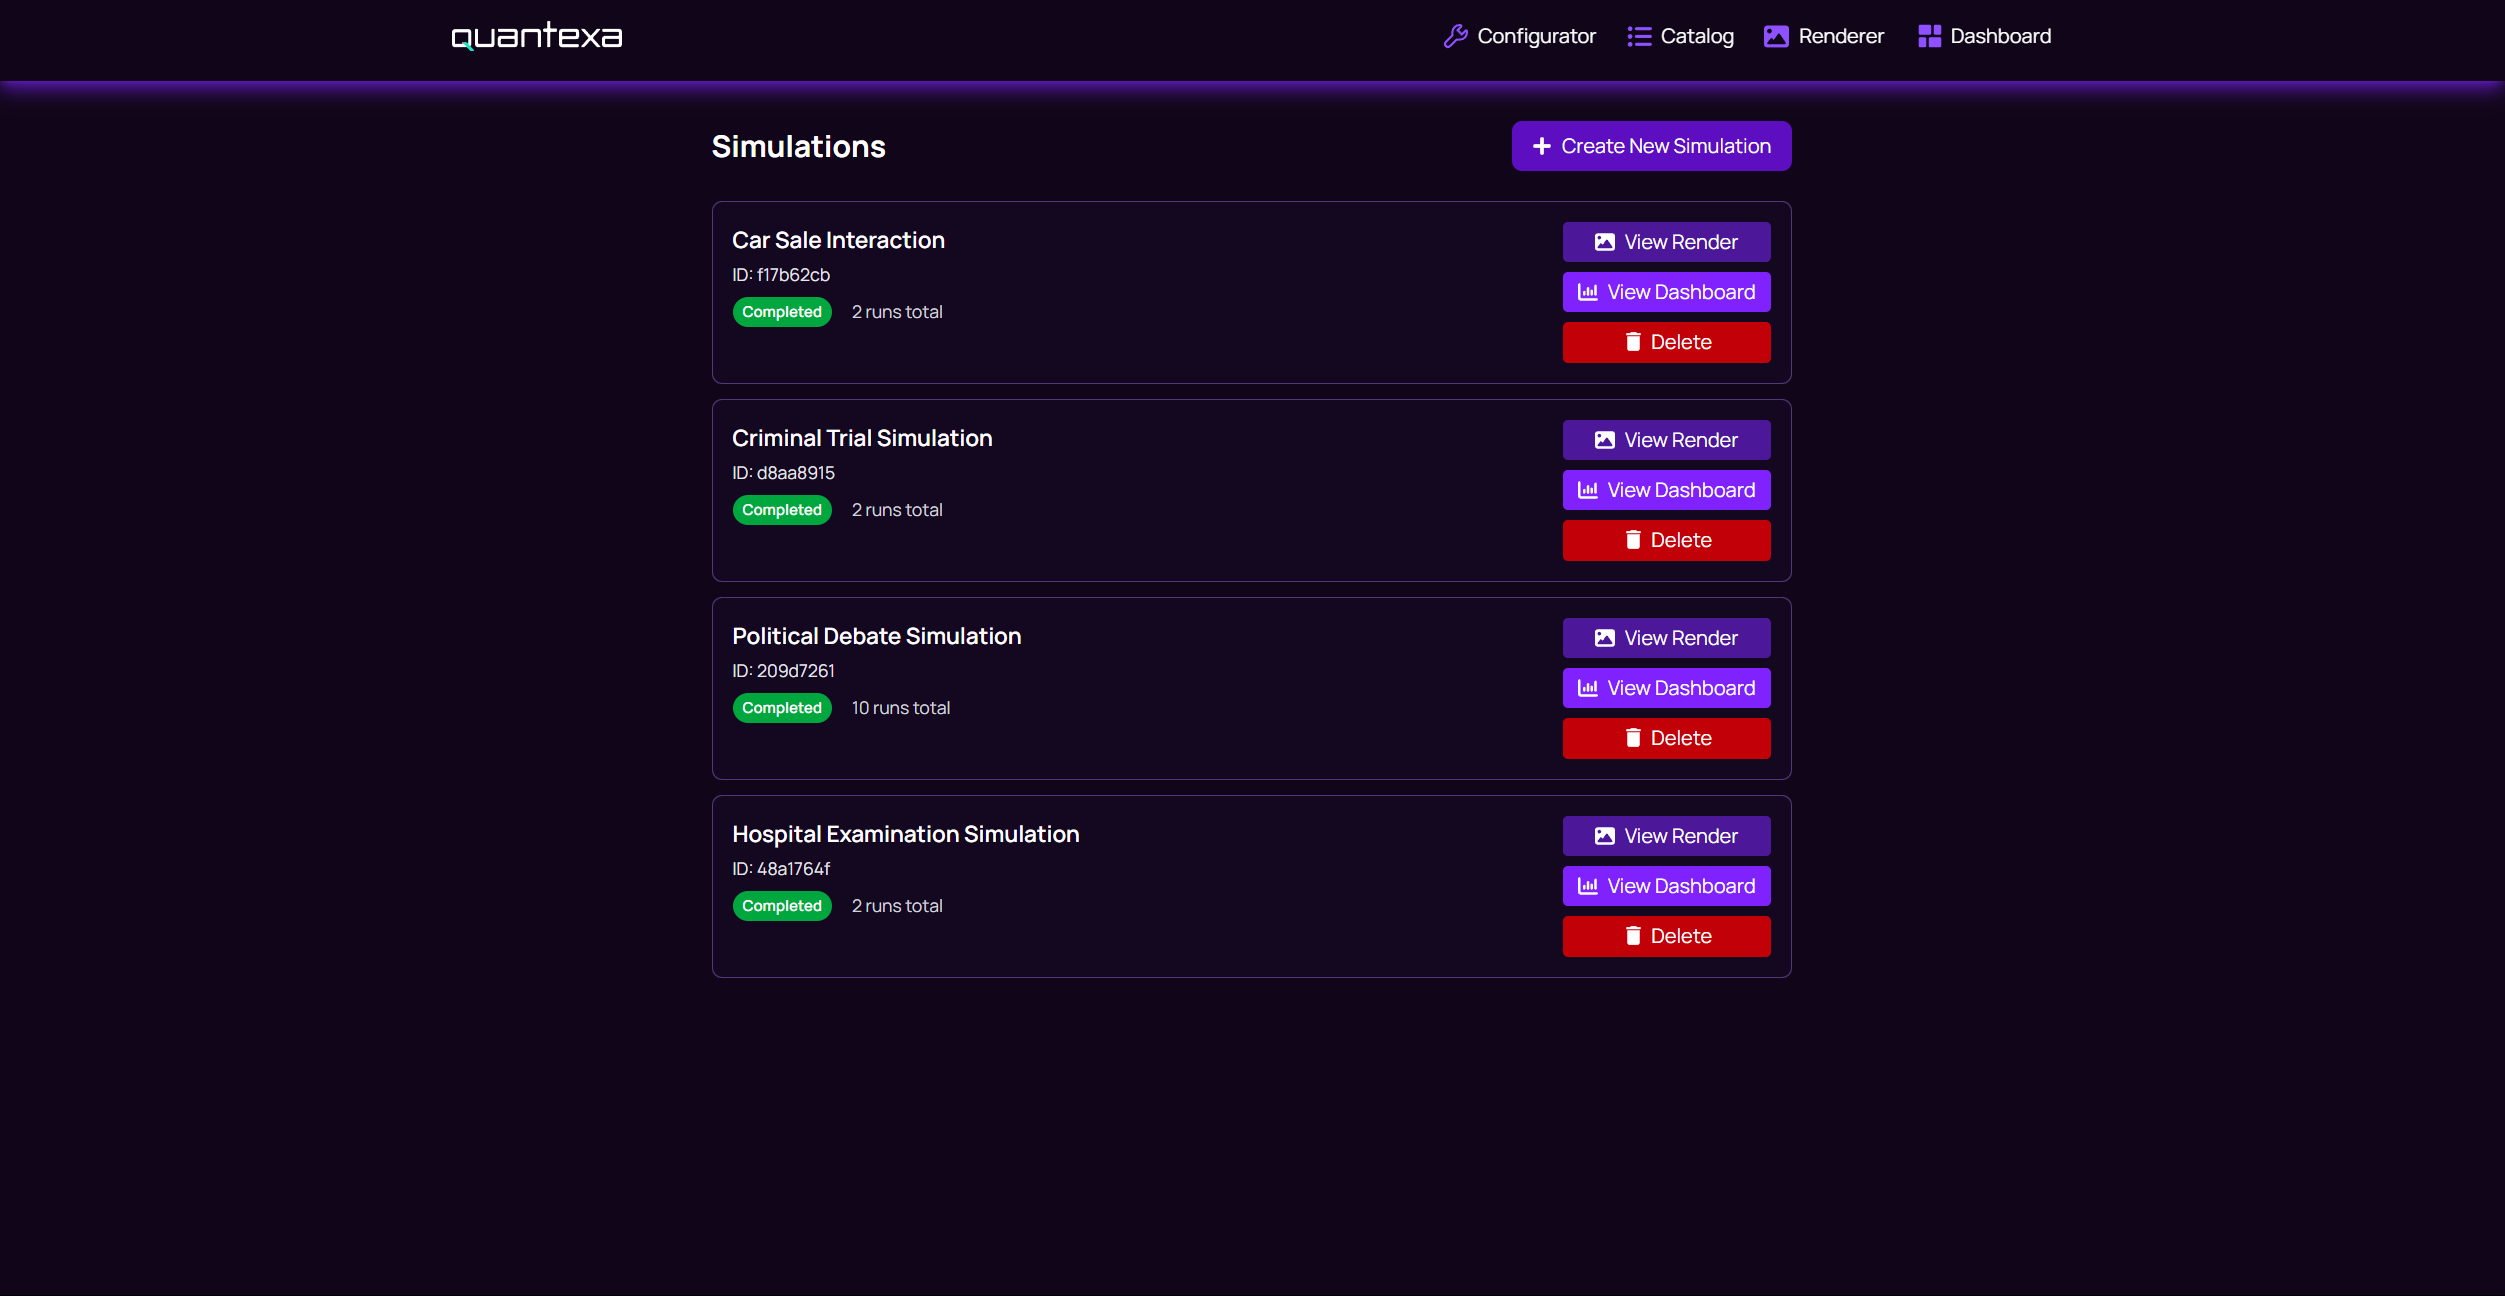 quantexa
Configurator
Catalog
Renderer
Dashboard
Simulations
Create New Simulation
Car Sale Interaction
ID: f17b62cb
Completed
2 runs total
View Render
View Dashboard
Delete
Criminal Trial Simulation
ID: d8aa8915
Completed
2 runs total
View Render
View Dashboard
Delete
Political Debate Simulation
ID: 209d7261
Completed
10 runs total
View Render
View Dashboard
Delete
Hospital Examination Simulation
ID: 48a1764f
Completed
2 runs total
View Render
View Dashboard
Delete